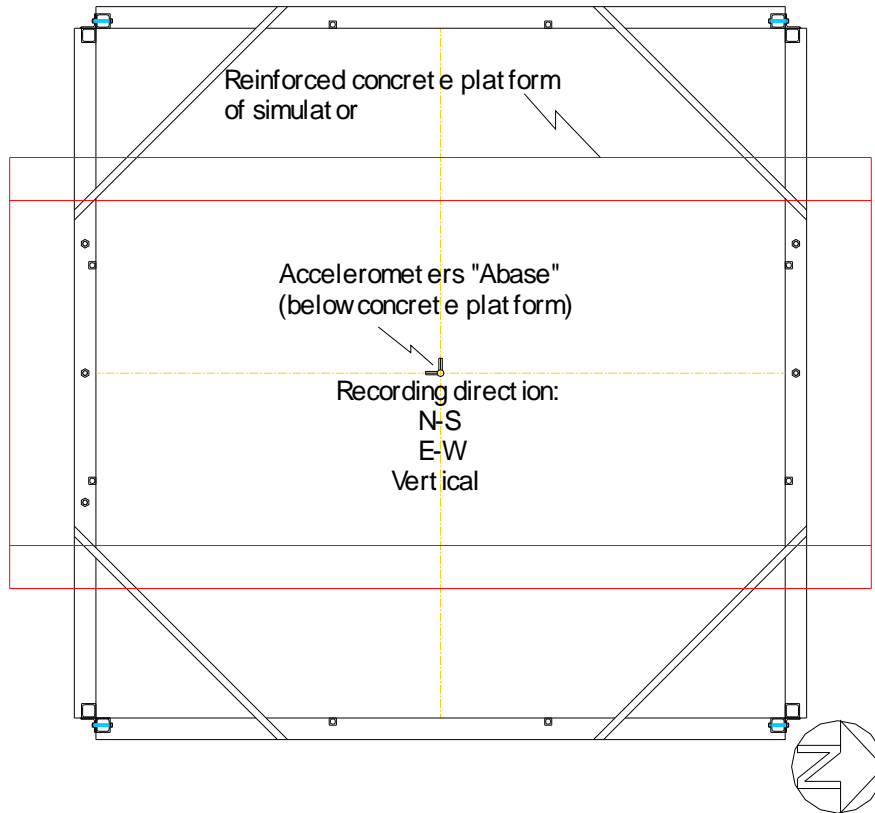 Reinforced concrete platform
of simulator
Accelerometers "Abase"
(below concrete platform)
Recording direction:
N-S
E-W
Vertical
N